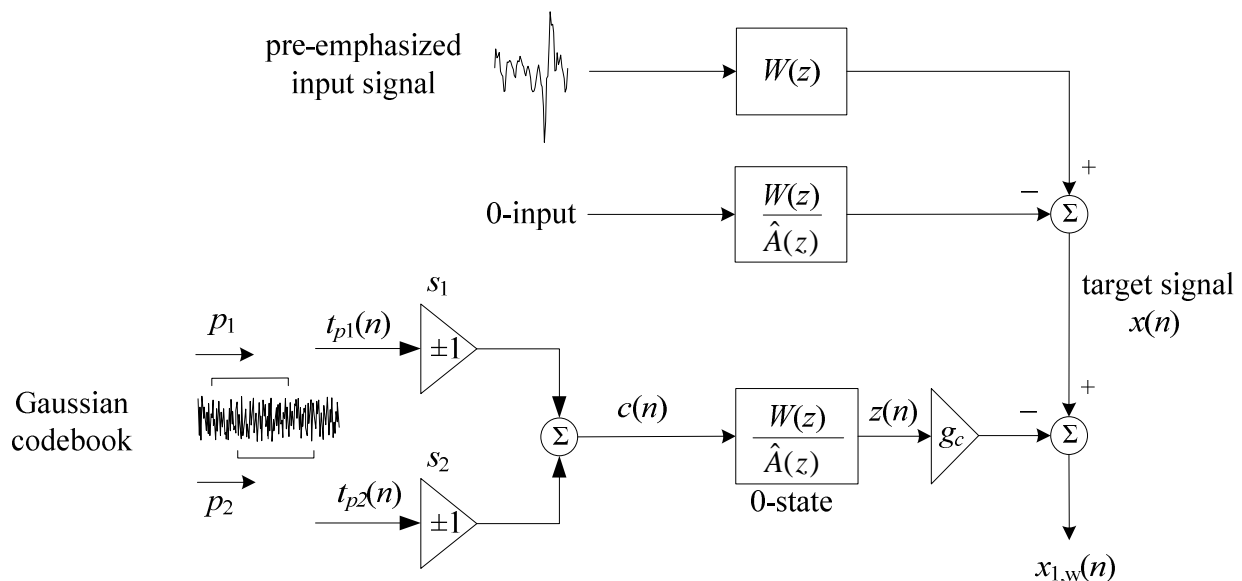 pre-emphasized
input signal
W(z)
+
0-input
W(z)
Â(z)
−
Σ
target signal
x(n)
s₁
p₁
tₚ₁(n)
±1
Gaussian
codebook
Σ
c(n)
W(z)
Â(z)
0-state
z(n)
g_c
−
+
Σ
s₂
p₂
tₚ₂(n)
±1
x₁,w(n)